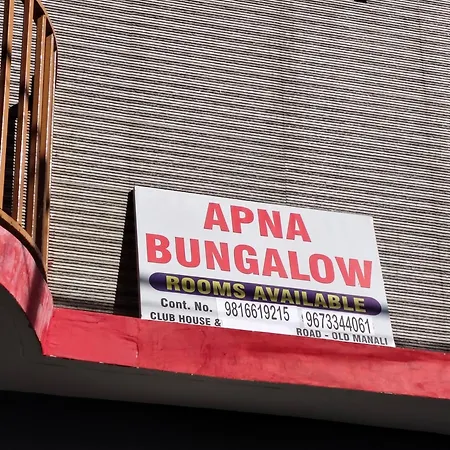 APNA
BUNGALOW
ROOMS AVAILABLE
Cont. No. 9816619215 9673344061
CLUB HOUSE & ROAD - OLD MANALI